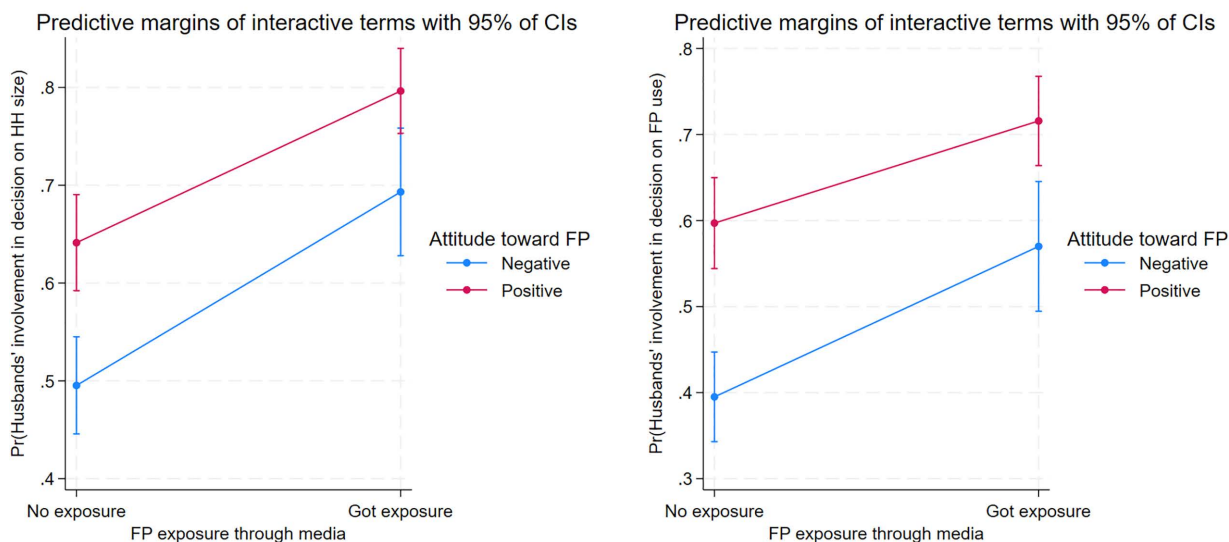 Predictive margins of interactive terms with 95% of CIs
Pr(Husbands' involvement in decision on HH size)
.8
.7
.6
.5
.4
No exposure
Got exposure
FP exposure through media
Attitude toward FP
Negative
Positive
Predictive margins of interactive terms with 95% of CIs
Pr(Husbands' involvement in decision on FP use)
.8
.7
.6
.5
.4
.3
No exposure
Got exposure
FP exposure through media
Attitude toward FP
Negative
Positive